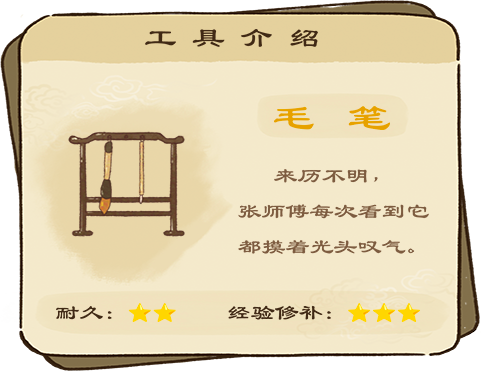 工具介绍
毛笔
来历不明，
张师傅每次看到它
都摸着光头叹气。
耐久：⭐⭐ 经验修补：⭐⭐⭐